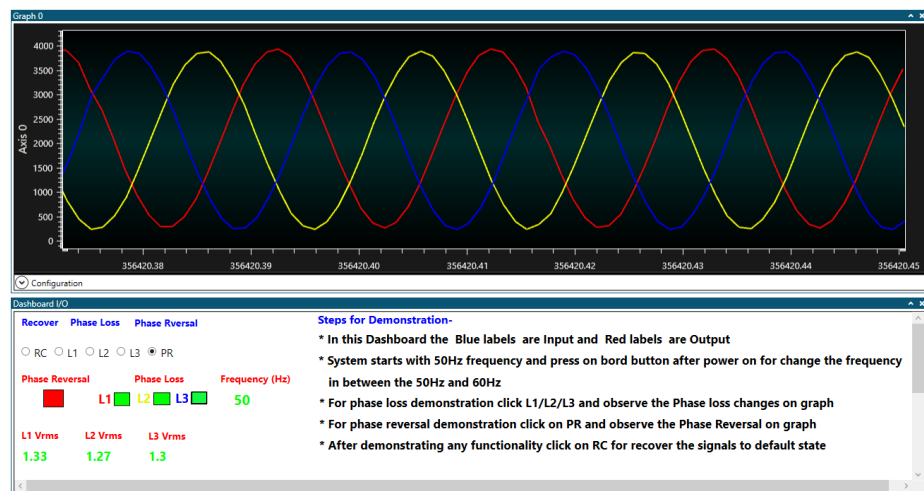 Graph 0
4000
3500
3000
2500
2000
1500
1000
500
0
Axis 0
356420.38 356420.39 356420.40 356420.41 356420.42 356420.43 356420.44 356420.45
Configuration
Dashboard I/O
Recover Phase Loss Phase Rversal
RC L1 L2 L3 PR
Phase Reversal Phase Loss Frequency (Hz)
L1 L2 L3 50
L1 Vrms L2 Vrms L3 Vrms
1.33 1.27 1.3
Steps for Demonstration-
* In this Dashboard the Blue labels are Input and Red labels are Output
* System starts with 50Hz frequency and press on bord button after power on for change the frequency
in between the 50Hz and 60Hz
* For phase loss demonstration click L1/L2/L3 and observe the Phase loss changes on graph
* For phase reversal demonstration click on PR and observe the Phase Reversal on graph
* After demonstrating any functionality click on RC for recover the signals to default state